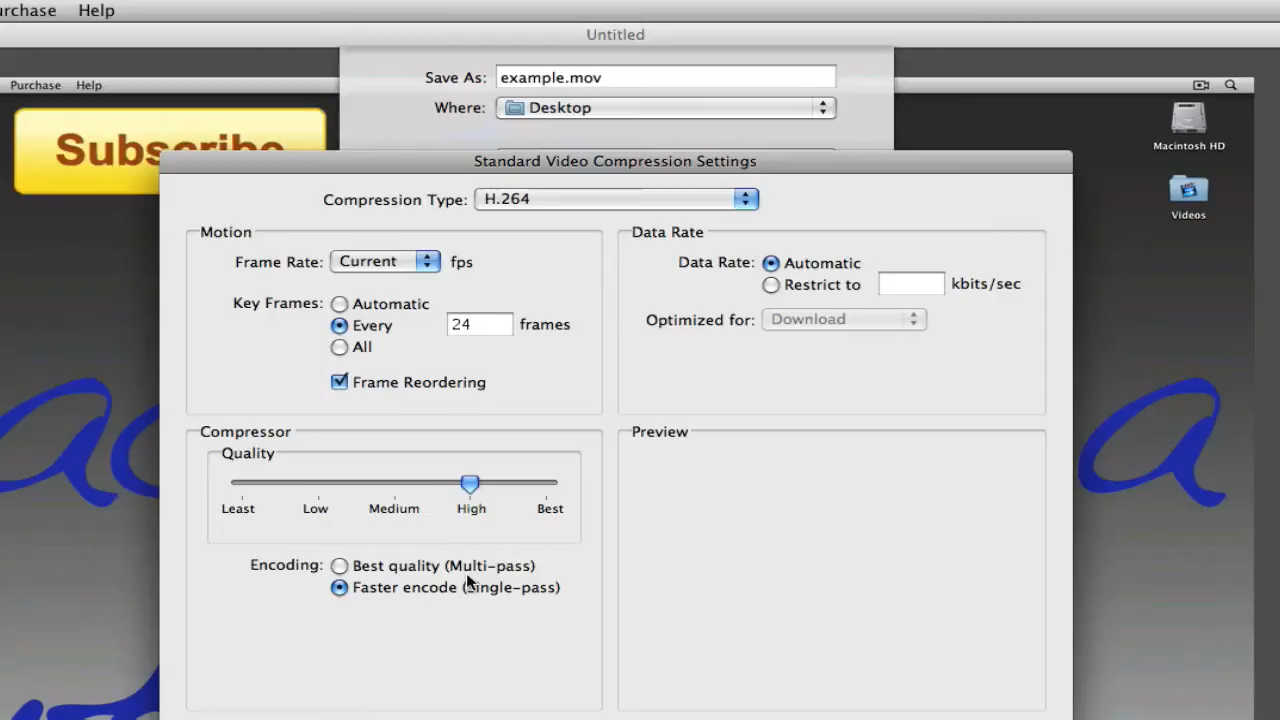 urchase Help
Untitled
Save As: example.mov
Purchase Help
Where: Desktop
Subscribe
Macintosh HD
Standard Video Compression Settings
Compression Type: H.264
Videos
Motion
Frame Rate: Current fps
Key Frames: Automatic
Every 24 frames
All
Frame Reordering
Data Rate
Data Rate: Automatic
Restrict to kbits/sec
Optimized for: Download
Compressor
Quality
Least Low Medium High Best
Encoding: Best quality (Multi-pass)
Faster encode (Single-pass)
Preview
a